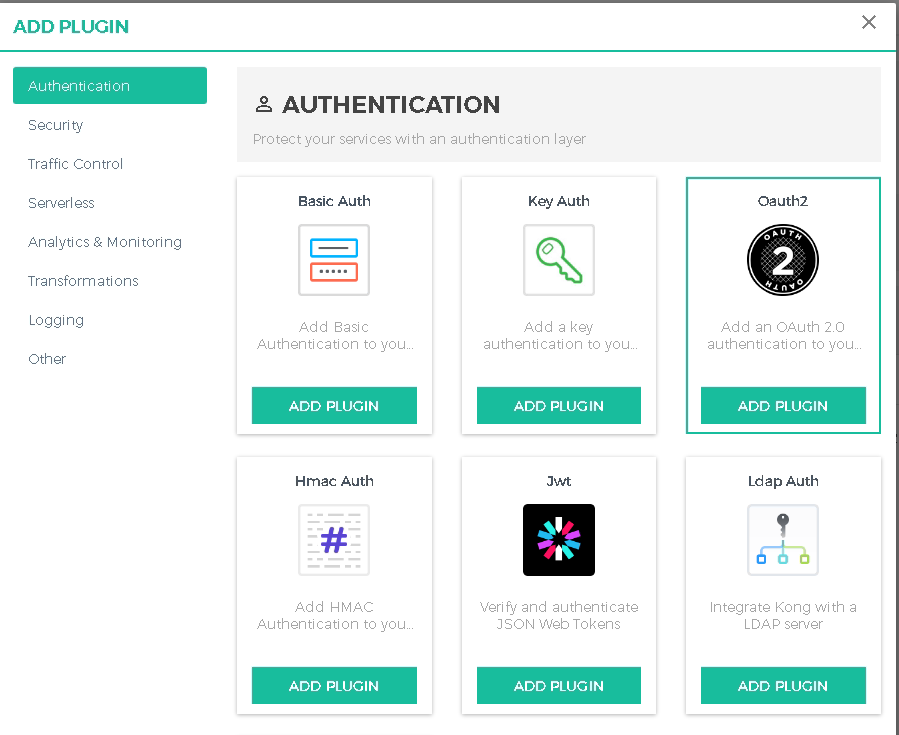 ADD PLUGIN
Authentication
Security
Traffic Control
Serverless
Analytics & Monitoring
Transformations
Logging
Other
AUTHENTICATION
Protect your services with an authentication layer
Basic Auth
Add Basic
Authentication to you...
ADD PLUGIN
Key Auth
Add a key
authentication to you...
ADD PLUGIN
Oauth2
OAUTH
2
OAUTH
Add an OAuth 2.0
authentication to you...
ADD PLUGIN
Hmac Auth
#
Add HMAC
Authentication to you...
ADD PLUGIN
Jwt
Verify and authenticate
JSON Web Tokens
ADD PLUGIN
Ldap Auth
Integrate Kong with a
LDAP server
ADD PLUGIN